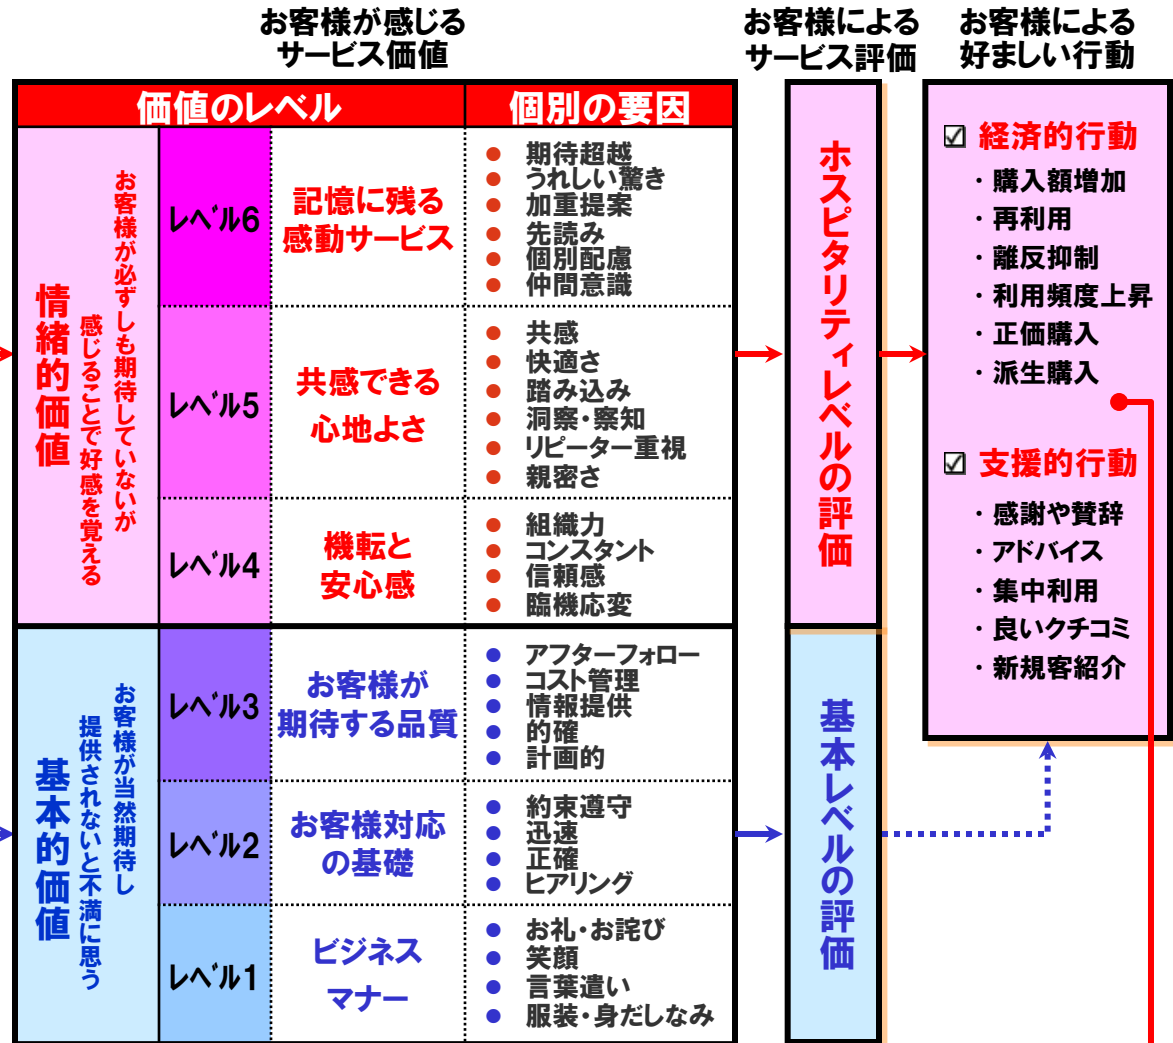 お客様が感じる
サービス価値
お客様による
サービス評価
お客様による
好ましい行動
価値のレベル
個別の要因
情緒的価値
お客様が必ずしも期待していないが
感じることで好感を覚える
レベル6
記憶に残る
感動サービス
● 期待超越
● うれしい驚き
● 加重提案
● 先読み
● 個別配慮
● 仲間意識
レベル5
共感できる
心地よさ
● 共感
● 快適さ
● 踏み込み
● 洞察・察知
● リピーター重視
● 親密さ
レベル4
機転と
安心感
● 組織力
● コンスタント
● 信頼感
● 臨機応変
基本的価値
お客様が当然期待し
提供されないと不満に思う
レベル3
お客様が
期待する品質
● アフターフォロー
● コスト管理
● 情報提供
● 的確
● 計画的
レベル2
お客様対応
の基礎
● 約束遵守
● 迅速
● 正確
● ヒアリング
レベル1
ビジネス
マナー
● お礼・お詫び
● 笑顔
● 言葉遣い
● 服装・身だしなみ
ホスピタリティレベルの評価
基本レベルの評価
☑ 経済的行動
・購入額増加
・再利用
・離反抑制
・利用頻度上昇
・正価購入
・派生購入
☑ 支援的行動
・感謝や賛辞
・アドバイス
・集中利用
・良いクチコミ
・新規客紹介